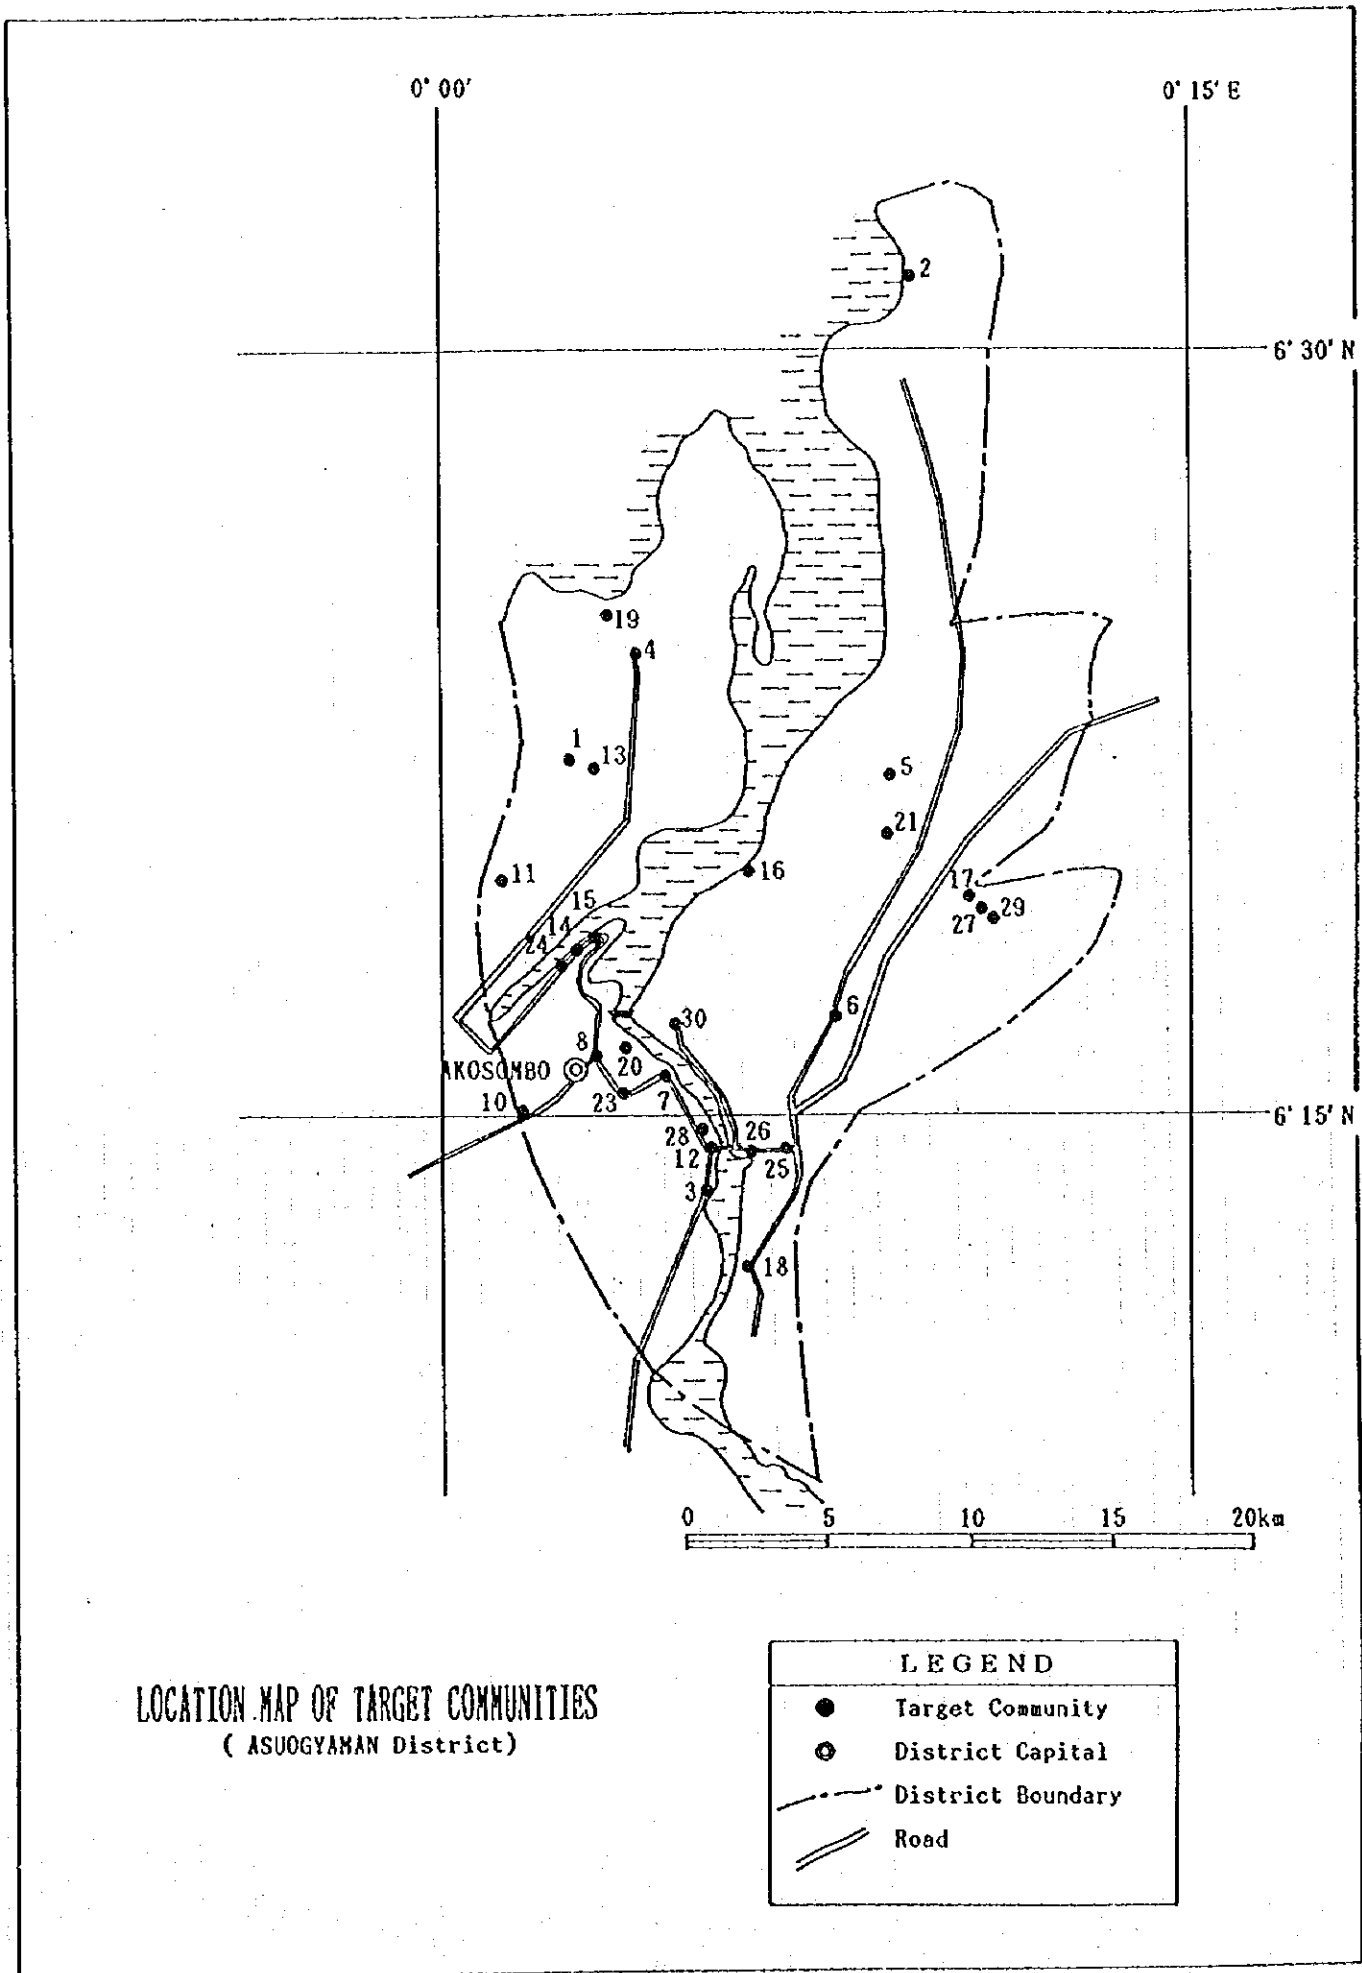 0° 00′ 0° 15′ E
2
6° 30′ N
19
4
1
13
5
21
11
16
17
15
29
27
14
24
6
30
8
20
AKOSOMBO
10
23
7
6° 15′ N
28
26
12
25
3
18
0 5 10 15 20km
LOCATION MAP OF TARGET COMMUNITIES
( ASUOGYAMAN District)
LEGEND
Target Community
District Capital
District Boundary
Road